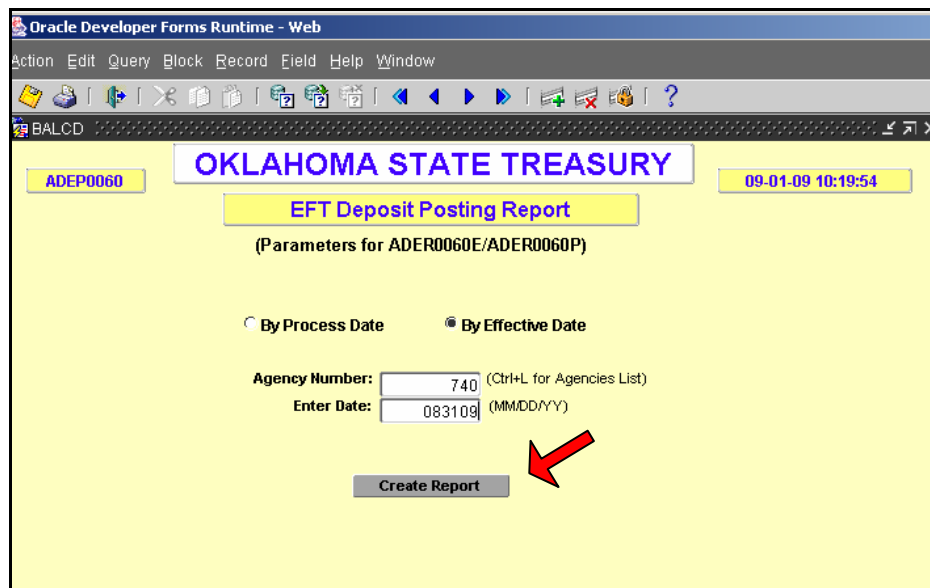 Oracle Developer Forms Runtime - Web
Action Edit Query Block Record Field Help Window
BALCD
OKLAHOMA STATE TREASURY
ADEP0060
09-01-09 10:19:54
EFT Deposit Posting Report
(Parameters for ADER0060E/ADER0060P)
By Process Date By Effective Date
Agency Number: 740 (Ctrl+L for Agencies List)
Enter Date: 083109 (MM/DD/YY)
Create Report